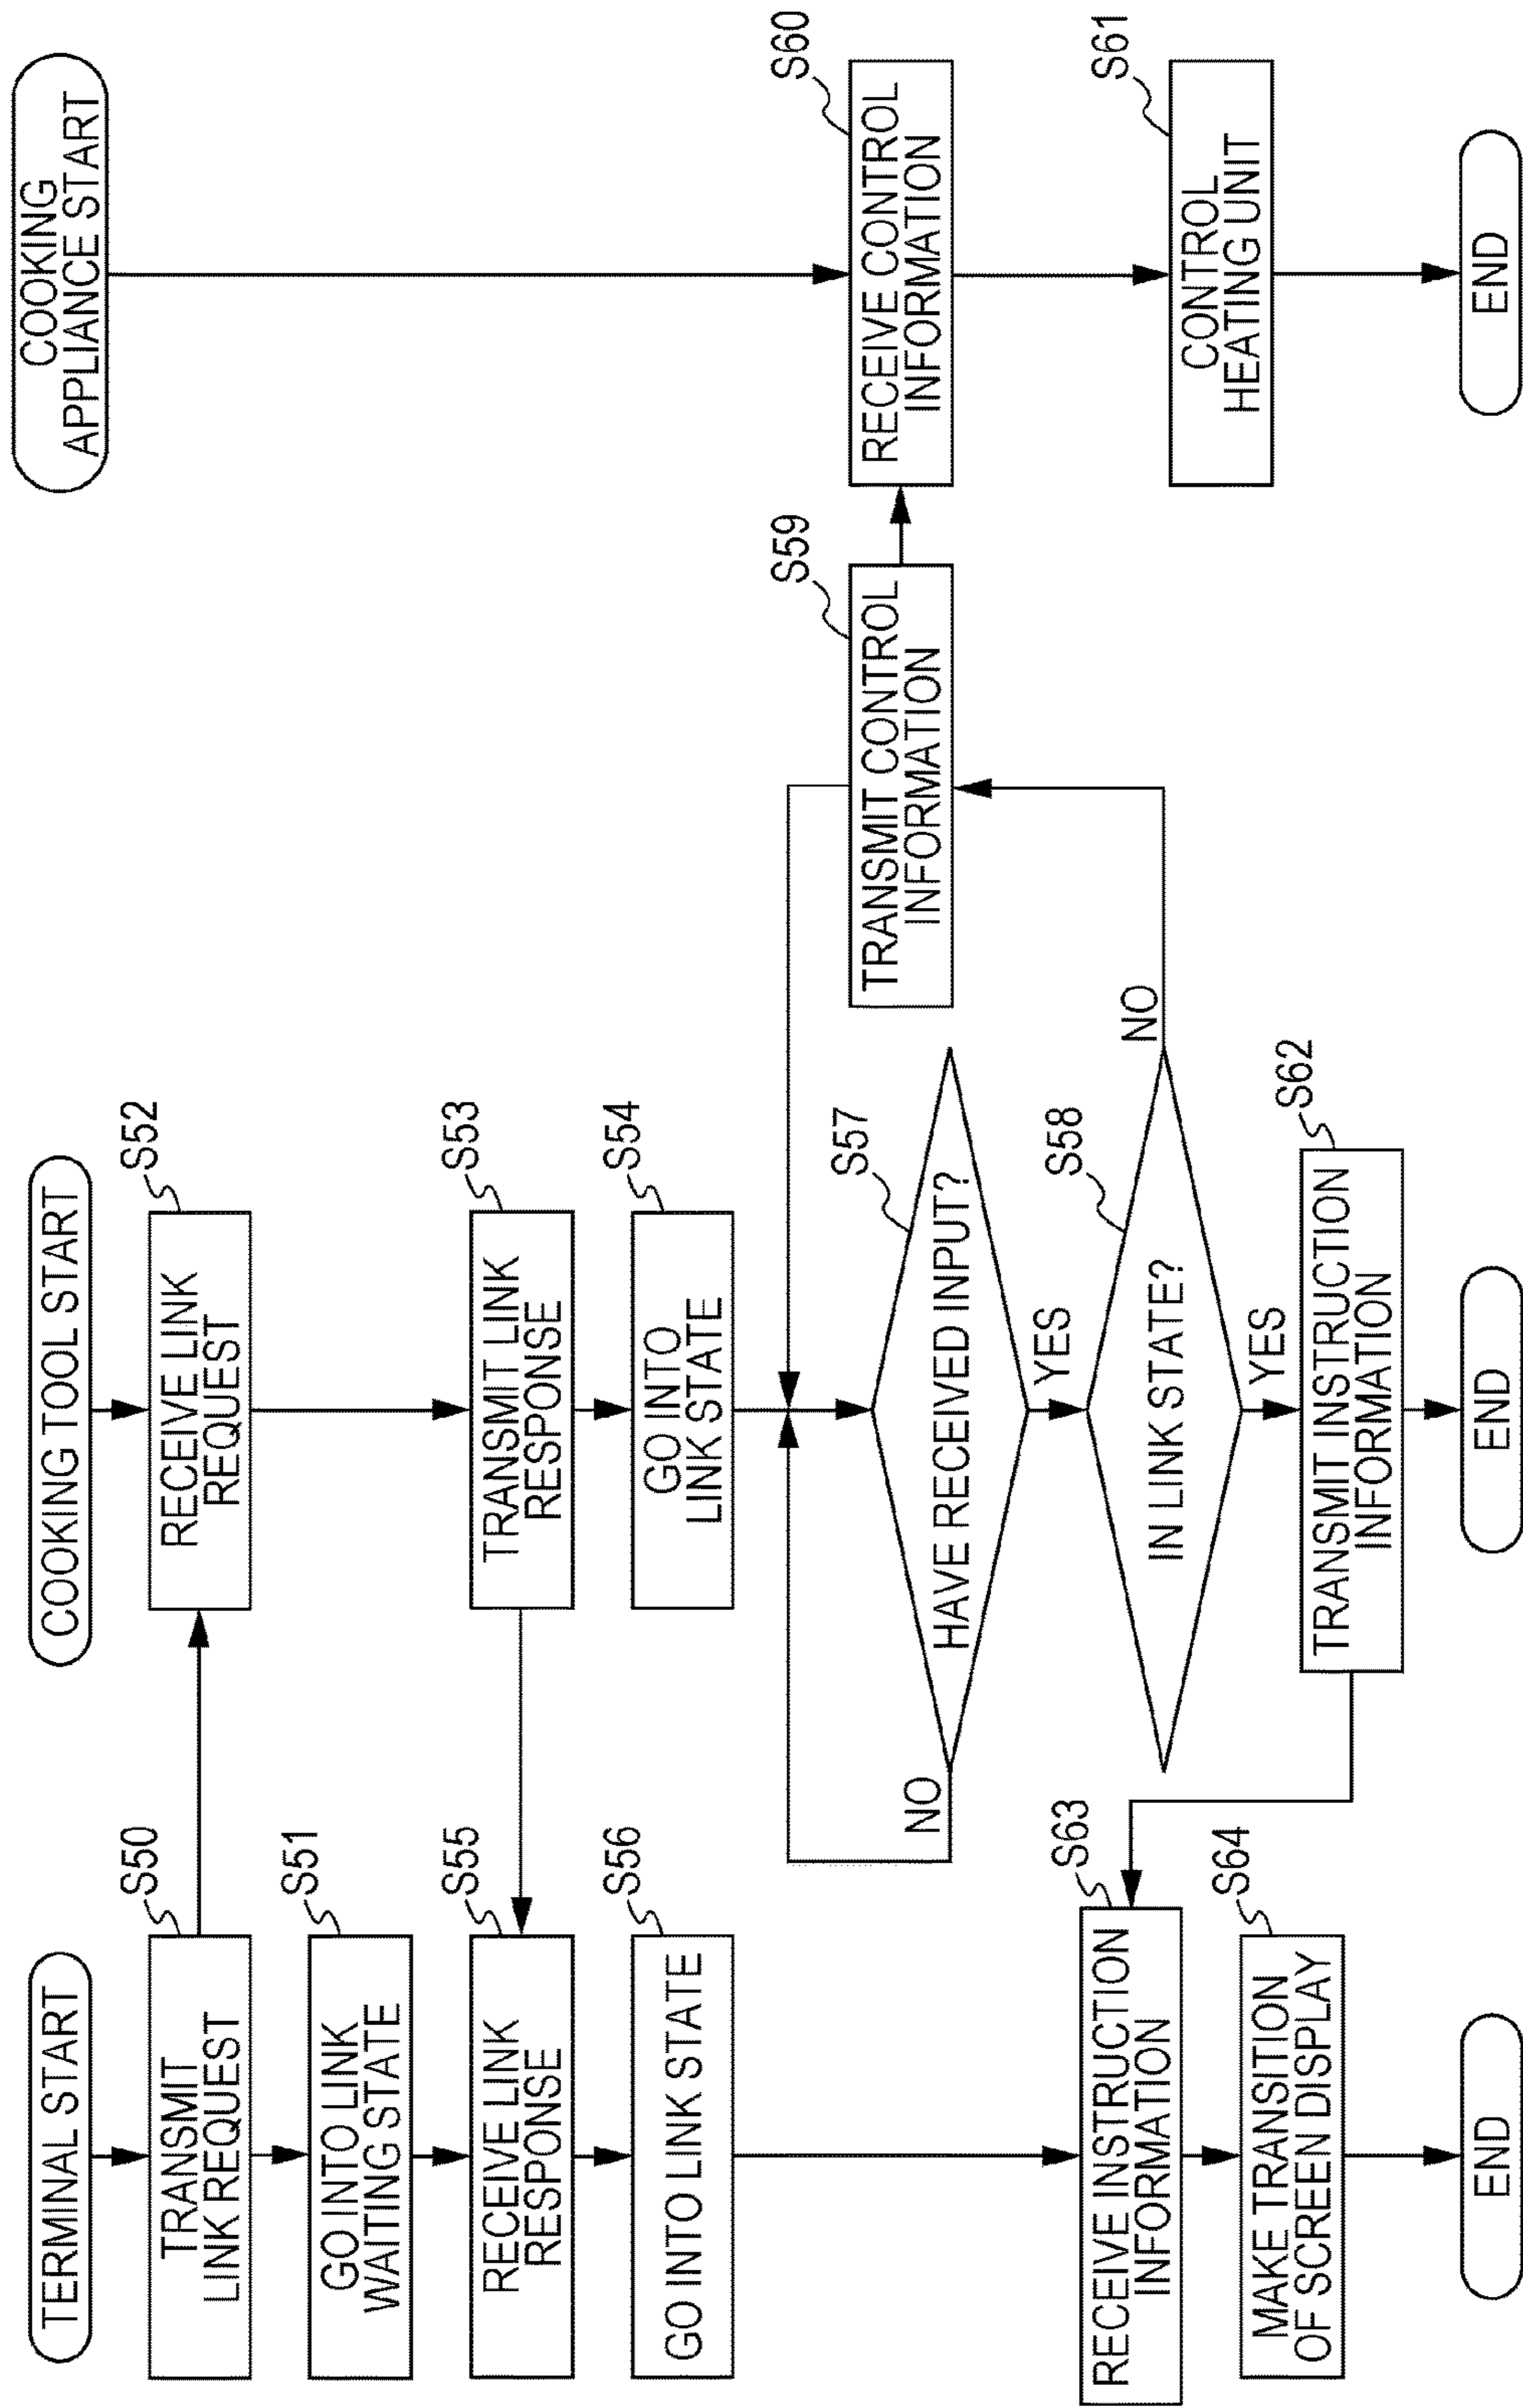 TERMINAL START
S50
TRANSMIT
LINK REQUEST
S51
GO INTO LINK
WAITING STATE
S55
RECEIVE LINK
RESPONSE
S56
GO INTO LINK STATE
S63
RECEIVE INSTRUCTION
INFORMATION
S64
MAKE TRANSITION
OF SCREEN DISPLAY
END
COOKING TOOL START
S52
RECEIVE LINK
REQUEST
S53
TRANSMIT LINK
RESPONSE
S54
GO INTO
LINK STATE
S57
HAVE RECEIVED INPUT?
NO
YES
S58
IN LINK STATE?
NO
YES
S62
TRANSMIT INSTRUCTION
INFORMATION
END
S59
TRANSMIT CONTROL
INFORMATION
COOKING
APPLIANCE START
S60
RECEIVE CONTROL
INFORMATION
S61
CONTROL
HEATING UNIT
END